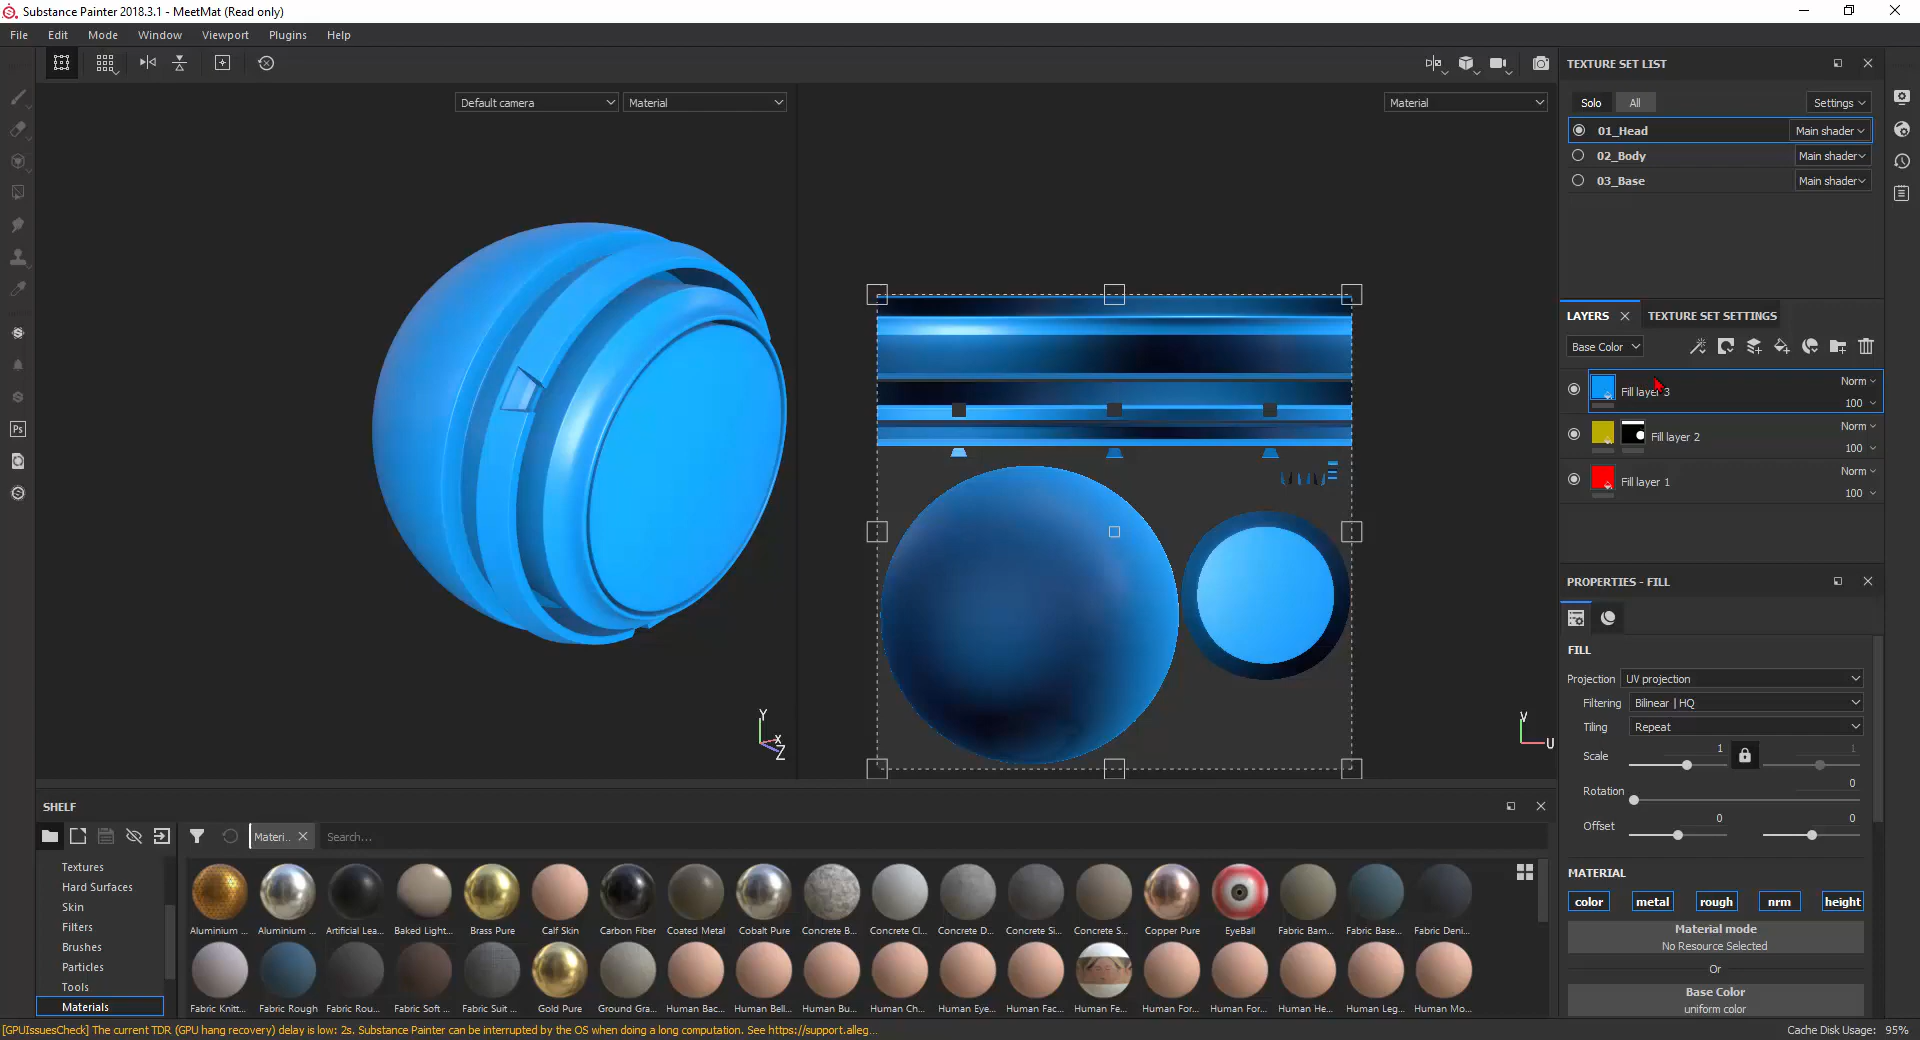 Substance Painter 2018.3.1 - MeetMat (Read only)
File Edit Mode Window Viewport Plugins Help
Default camera
Material
Material
TEXTURE SET LIST
Solo All Settings
01_Head Main shader
02_Body Main shader
03_Base Main shader
LAYERS TEXTURE SET SETTINGS
Base Color
Fill layer 3 Norm
100
Fill layer 2 Norm
100
Fill layer 1 Norm
100
PROPERTIES - FILL
FILL
Projection UV projection
Filtering Bilinear | HQ
Tiling Repeat
Scale 1 1
Rotation 0
Offset 0 0
MATERIAL
color metal rough nrm height
Material mode
No Resource Selected
Or
Base Color
uniform color
Y
X
Z
V
U
SHELF
Materi.. Search...
Textures
Hard Surfaces
Skin
Filters
Brushes
Particles
Tools
Materials
Aluminium ... Aluminium ... Artificial Lea... Baked Light... Brass Pure Calf Skin Carbon Fiber Coated Metal Cobalt Pure Concrete B... Concrete Cl... Concrete D... Concrete Si... Concrete S... Copper Pure EyeBall Fabric Bam... Fabric Base... Fabric Deni...
Fabric Knitt... Fabric Rough Fabric Rou... Fabric Soft ... Fabric Suit ... Gold Pure Ground Gra... Human Bac... Human Bell... Human Bu... Human Ch... Human Eye... Human Fac... Human Fe... Human For... Human For... Human He... Human Leg... Human Mo...
[GPUIssuesCheck] The current TDR (GPU hang recovery) delay is low: 2s. Substance Painter can be interrupted by the OS when doing a long computation. See https://support.alleg...
Cache Disk Usage: 95%